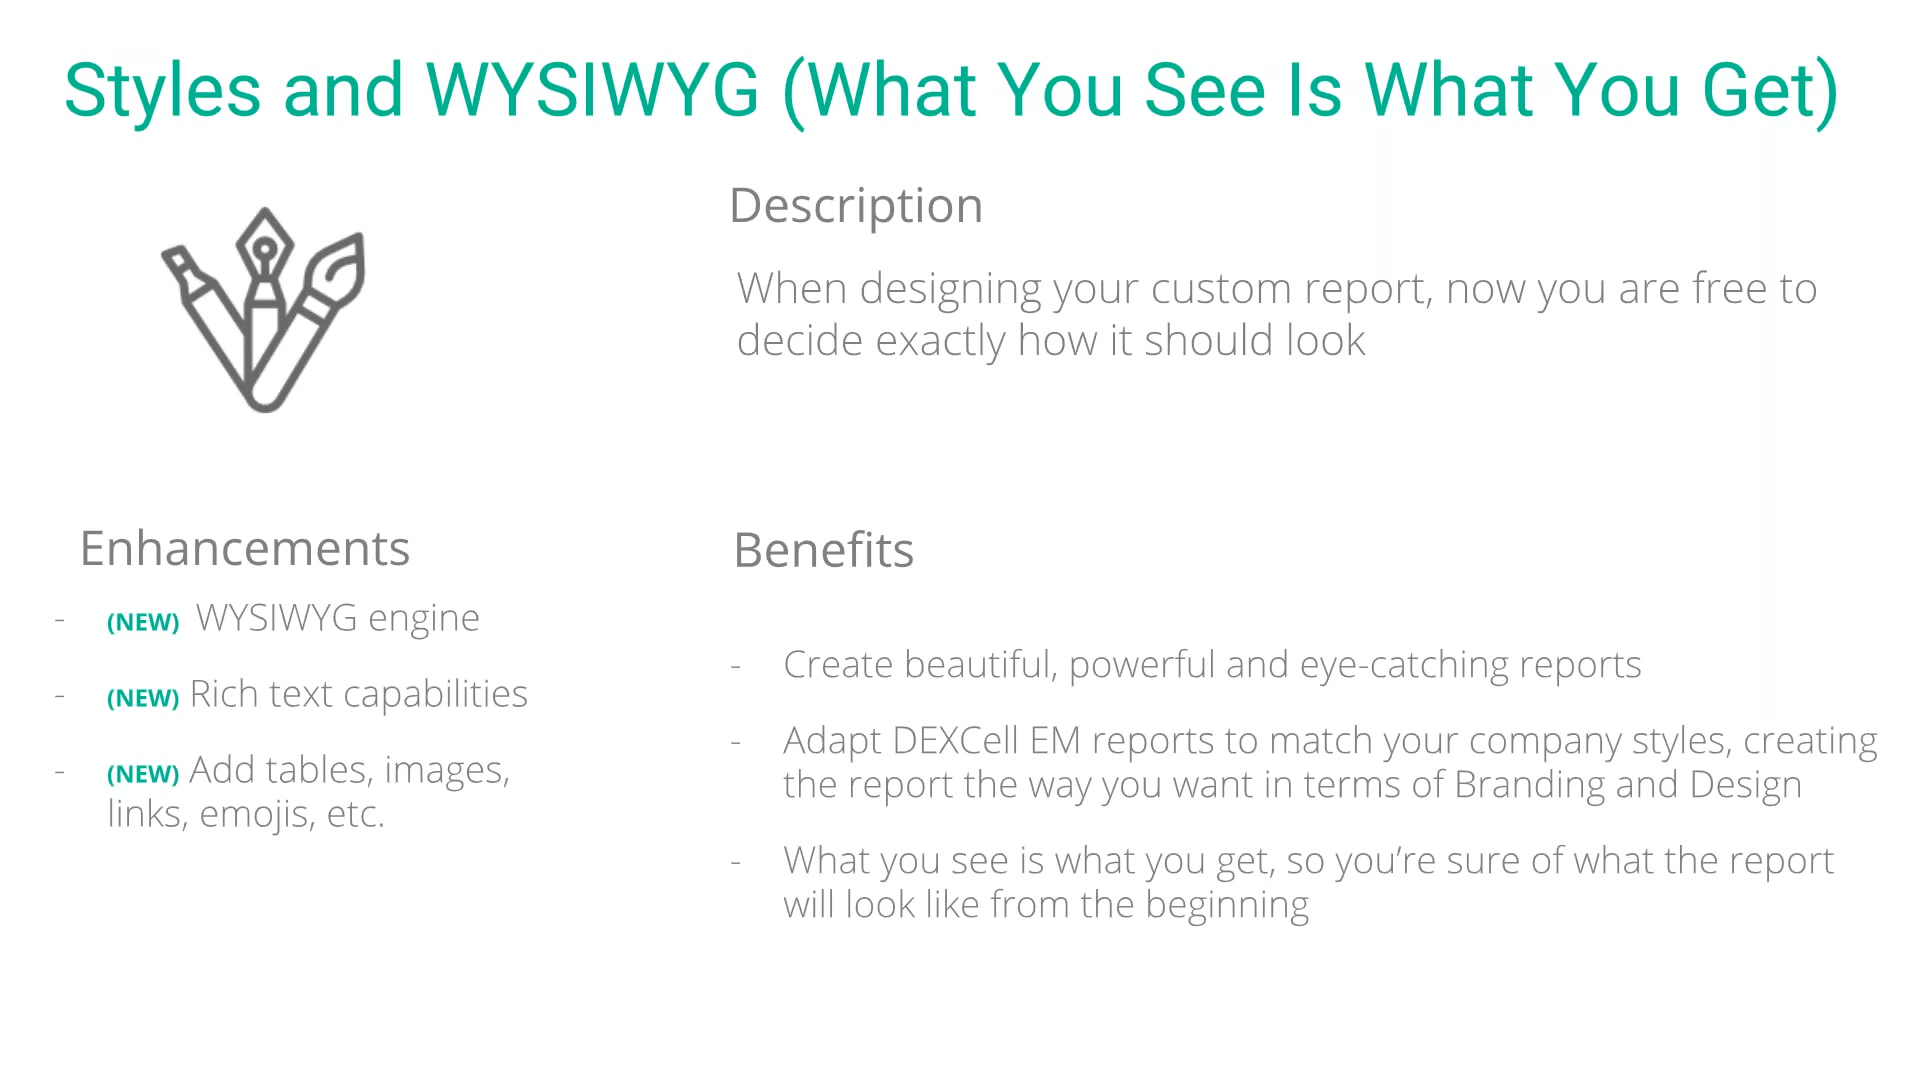 Styles and WYSIWYG (What You See Is What You Get)
Description
When designing your custom report, now you are free to
decide exactly how it should look
Enhancements
- (NEW) WYSIWYG engine
- (NEW) Rich text capabilities
- (NEW) Add tables, images,
links, emojis, etc.
Benefits
- Create beautiful, powerful and eye-catching reports
- Adapt DEXCell EM reports to match your company styles, creating
the report the way you want in terms of Branding and Design
- What you see is what you get, so you’re sure of what the report
will look like from the beginning